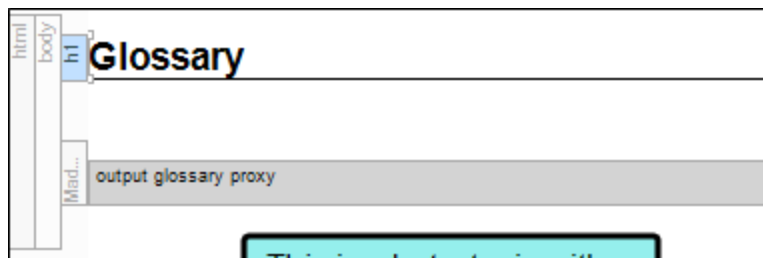 html
body
h1
Glossary
Mad...
output glossary proxy